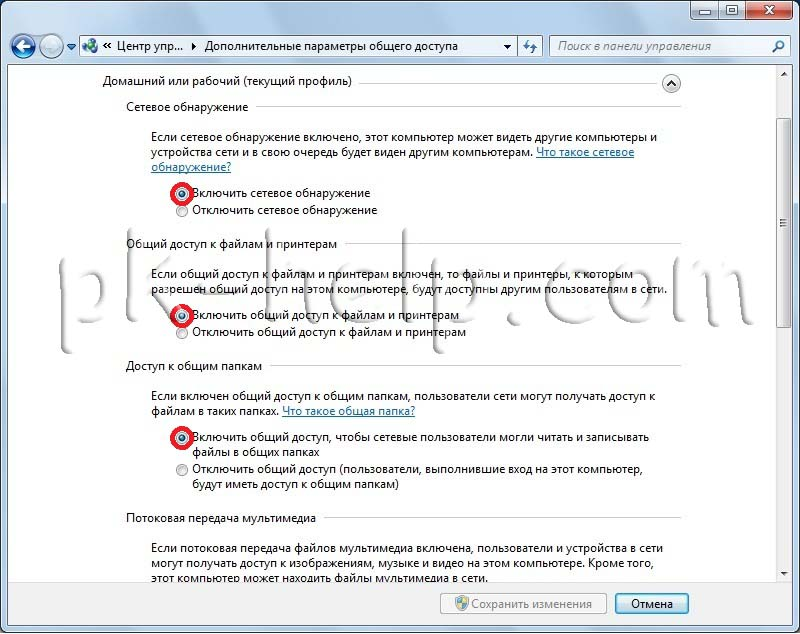 « Центр упр... ▸ Дополнительные параметры общего доступа
Поиск в панели управления
Домашний или рабочий (текущий профиль)
Сетевое обнаружение
Если сетевое обнаружение включено, этот компьютер может видеть другие компьютеры и
устройства сети и в свою очередь будет виден другим компьютерам. Что такое сетевое
обнаружение?
Включить сетевое обнаружение
Отключить сетевое обнаружение
Общий доступ к файлам и принтерам
Если общий доступ к файлам и принтерам включен, то файлы и принтеры, к которым
разрешен общий доступ на этом компьютере, будут доступны другим пользователям в сети.
Включить общий доступ к файлам и принтерам
Отключить общий доступ к файлам и принтерам
pk-help.com
Доступ к общим папкам
Если включен общий доступ к общим папкам, пользователи сети могут получать доступ к
файлам в таких папках. Что такое общая папка?
Включить общий доступ, чтобы сетевые пользователи могли читать и записывать
файлы в общих папках
Отключить общий доступ (пользователи, выполнившие вход на этот компьютер,
будут иметь доступ к общим папкам)
Потоковая передача мультимедиа
Если потоковая передача файлов мультимедиа включена, пользователи и устройства в сети
могут получать доступ к изображениям, музыке и видео на этом компьютере. Кроме того,
этот компьютер может находить файлы мультимедиа в сети.
Сохранить изменения
Отмена